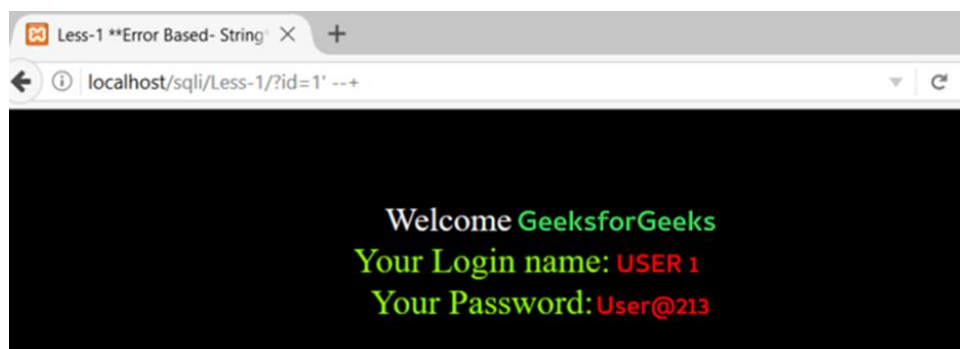 Less-1 **Error Based- String*
localhost/sqli/Less-1/?id=1' --+
Welcome GeeksforGeeks
Your Login name: USER 1
Your Password: User@213